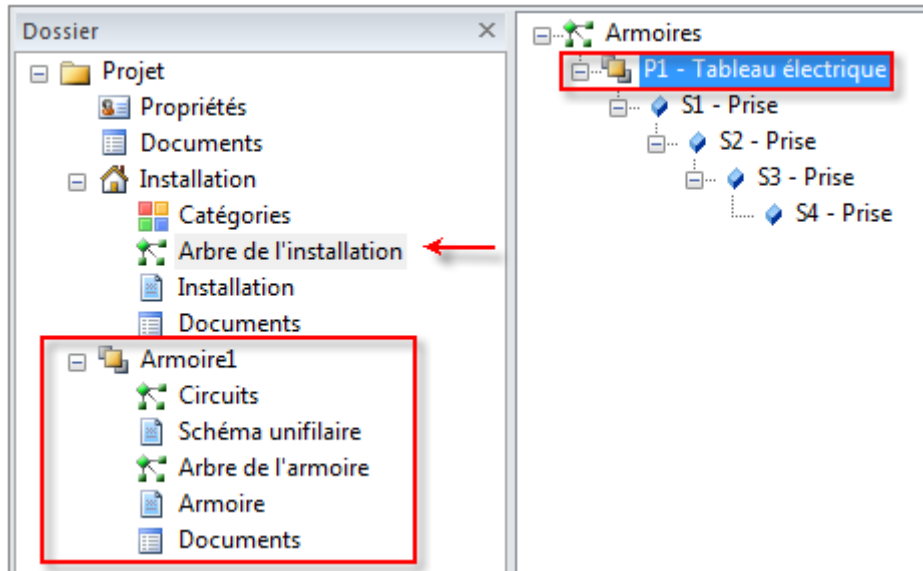 Dossier
Projet
Propriétés
Documents
Installation
Catégories
Arbre de l'installation
Installation
Documents
Armoire1
Circuits
Schéma unifilaire
Arbre de l'armoire
Armoire
Documents
Armoires
P1 - Tableau électrique
S1 - Prise
S2 - Prise
S3 - Prise
S4 - Prise